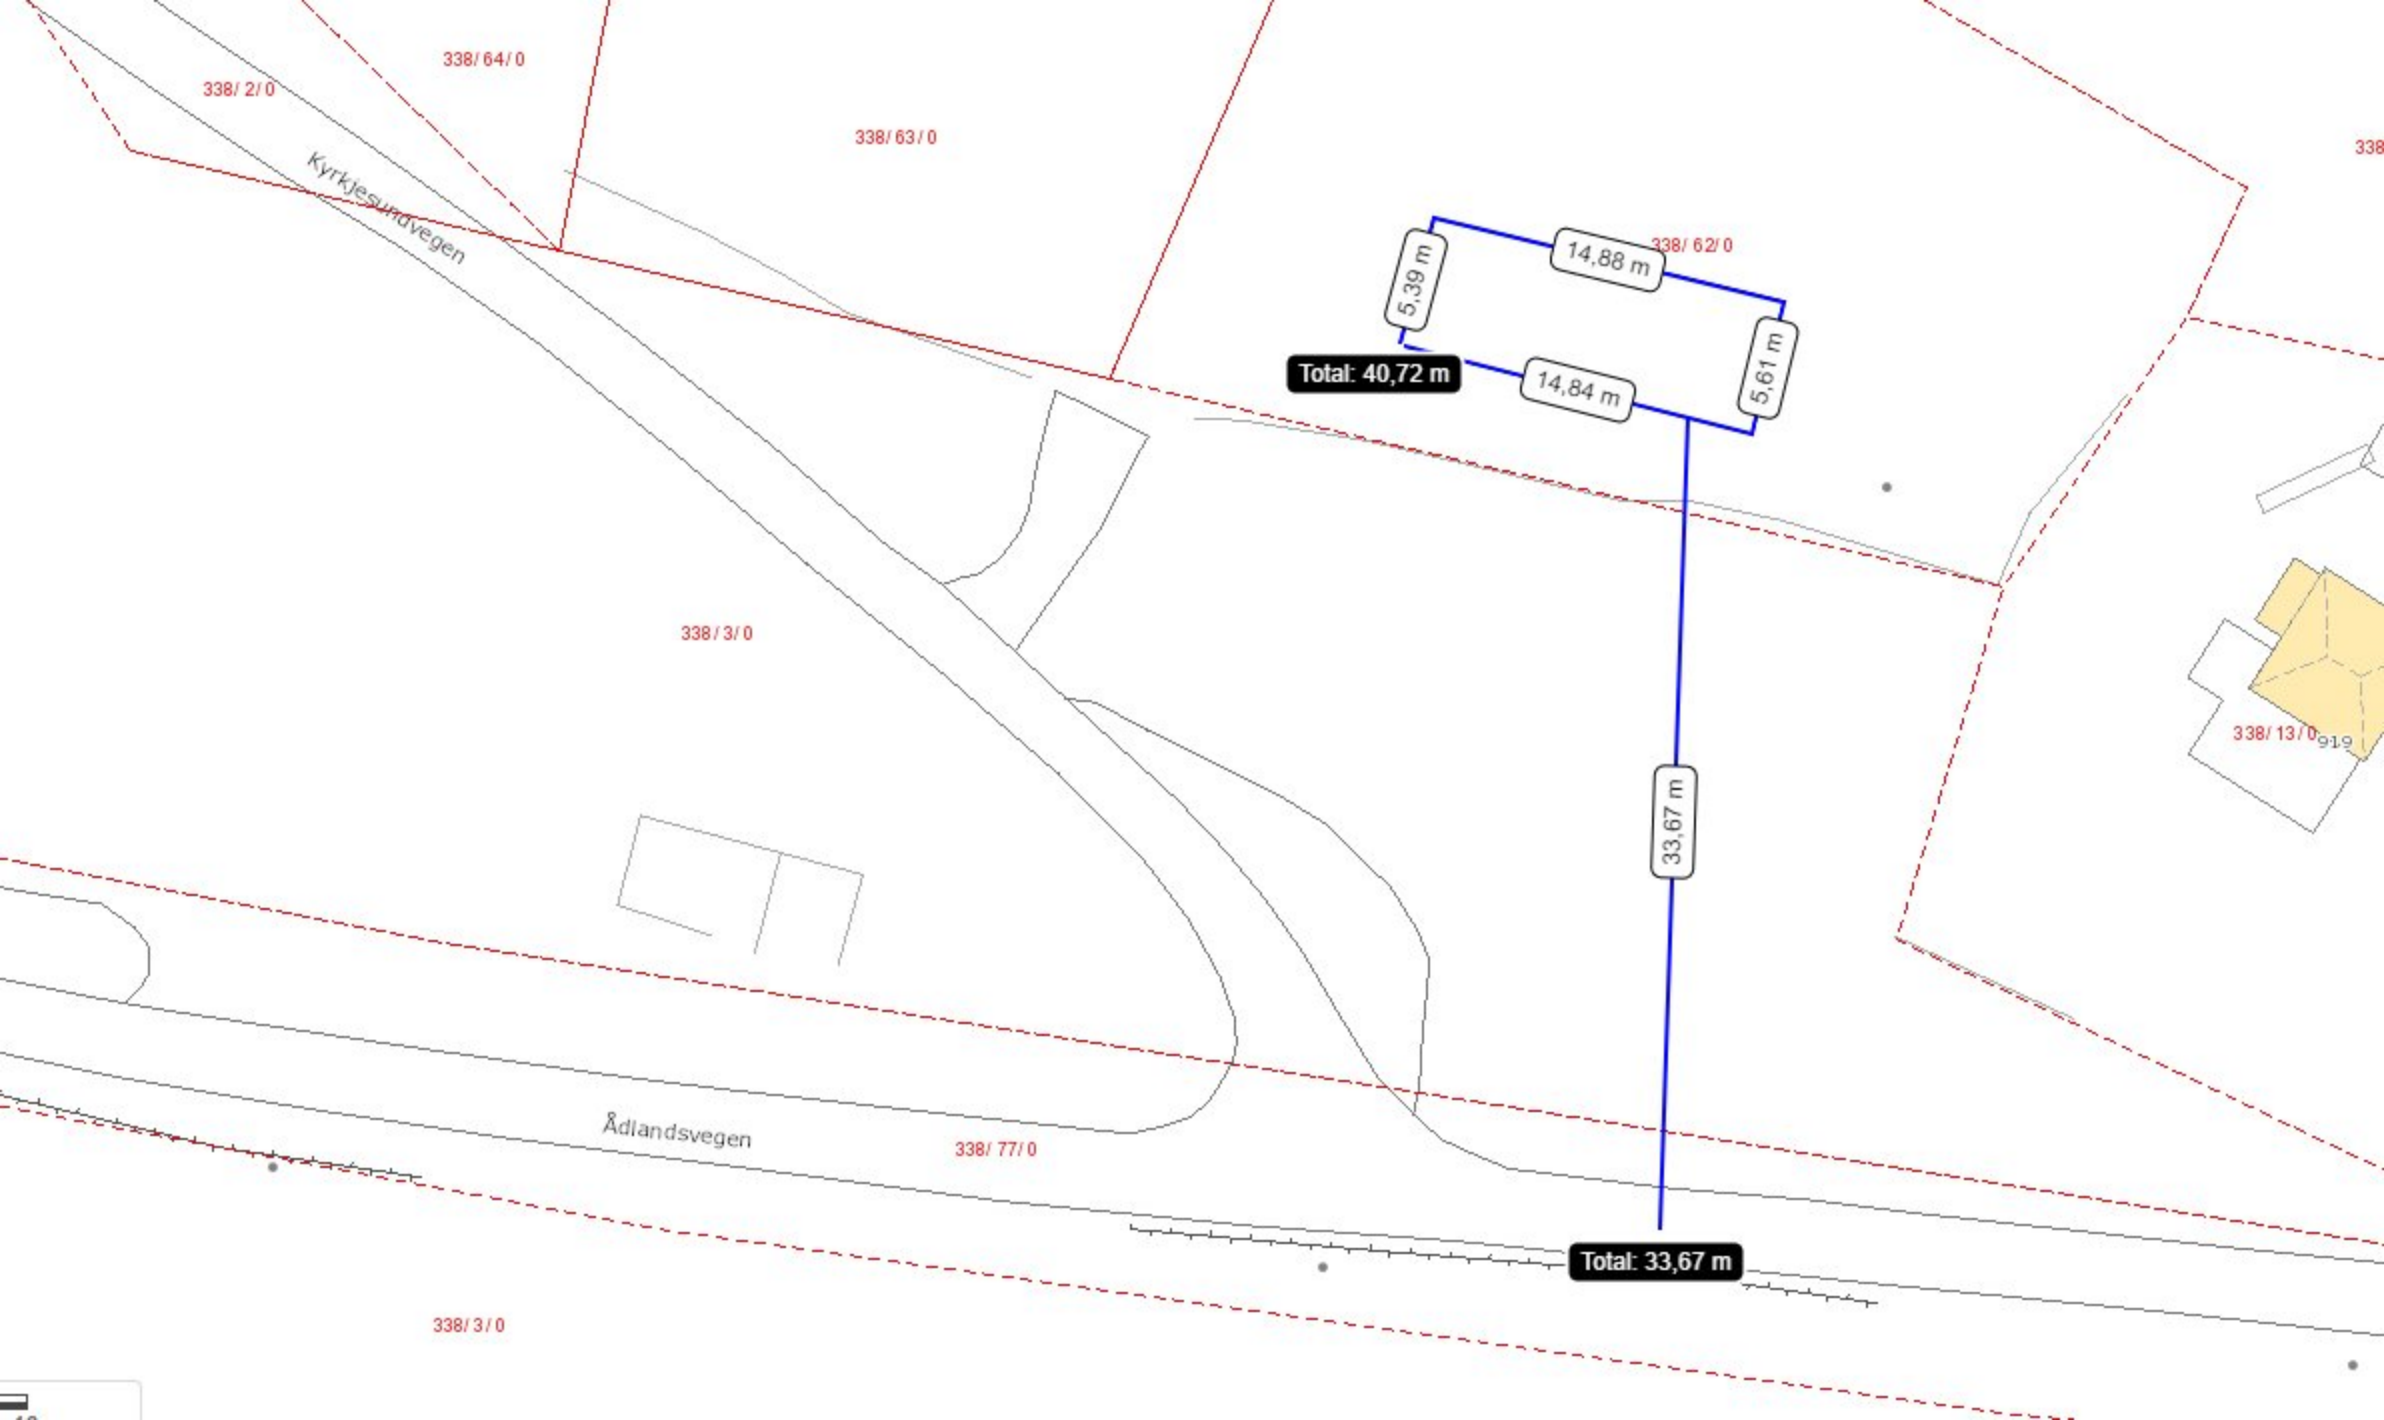 338/ 64/ 0
338/ 2/ 0
338/ 63/ 0
338
Kyrkjesundvegen
14,88 m
338/ 62/ 0
5,39 m
5,61 m
Total: 40,72 m
14,84 m
338/ 3/ 0
338/ 13/ 0
919
33,67 m
Ådlandsvegen
338/ 77/ 0
Total: 33,67 m
338/ 3/ 0